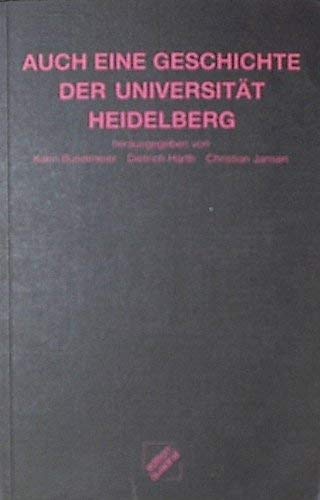 AUCH EINE GESCHICHTE
DER UNIVERSITÄT
HEIDELBERG
herausgegeben von
Karin Buselmeier Dietrich Harth Christian Jansen